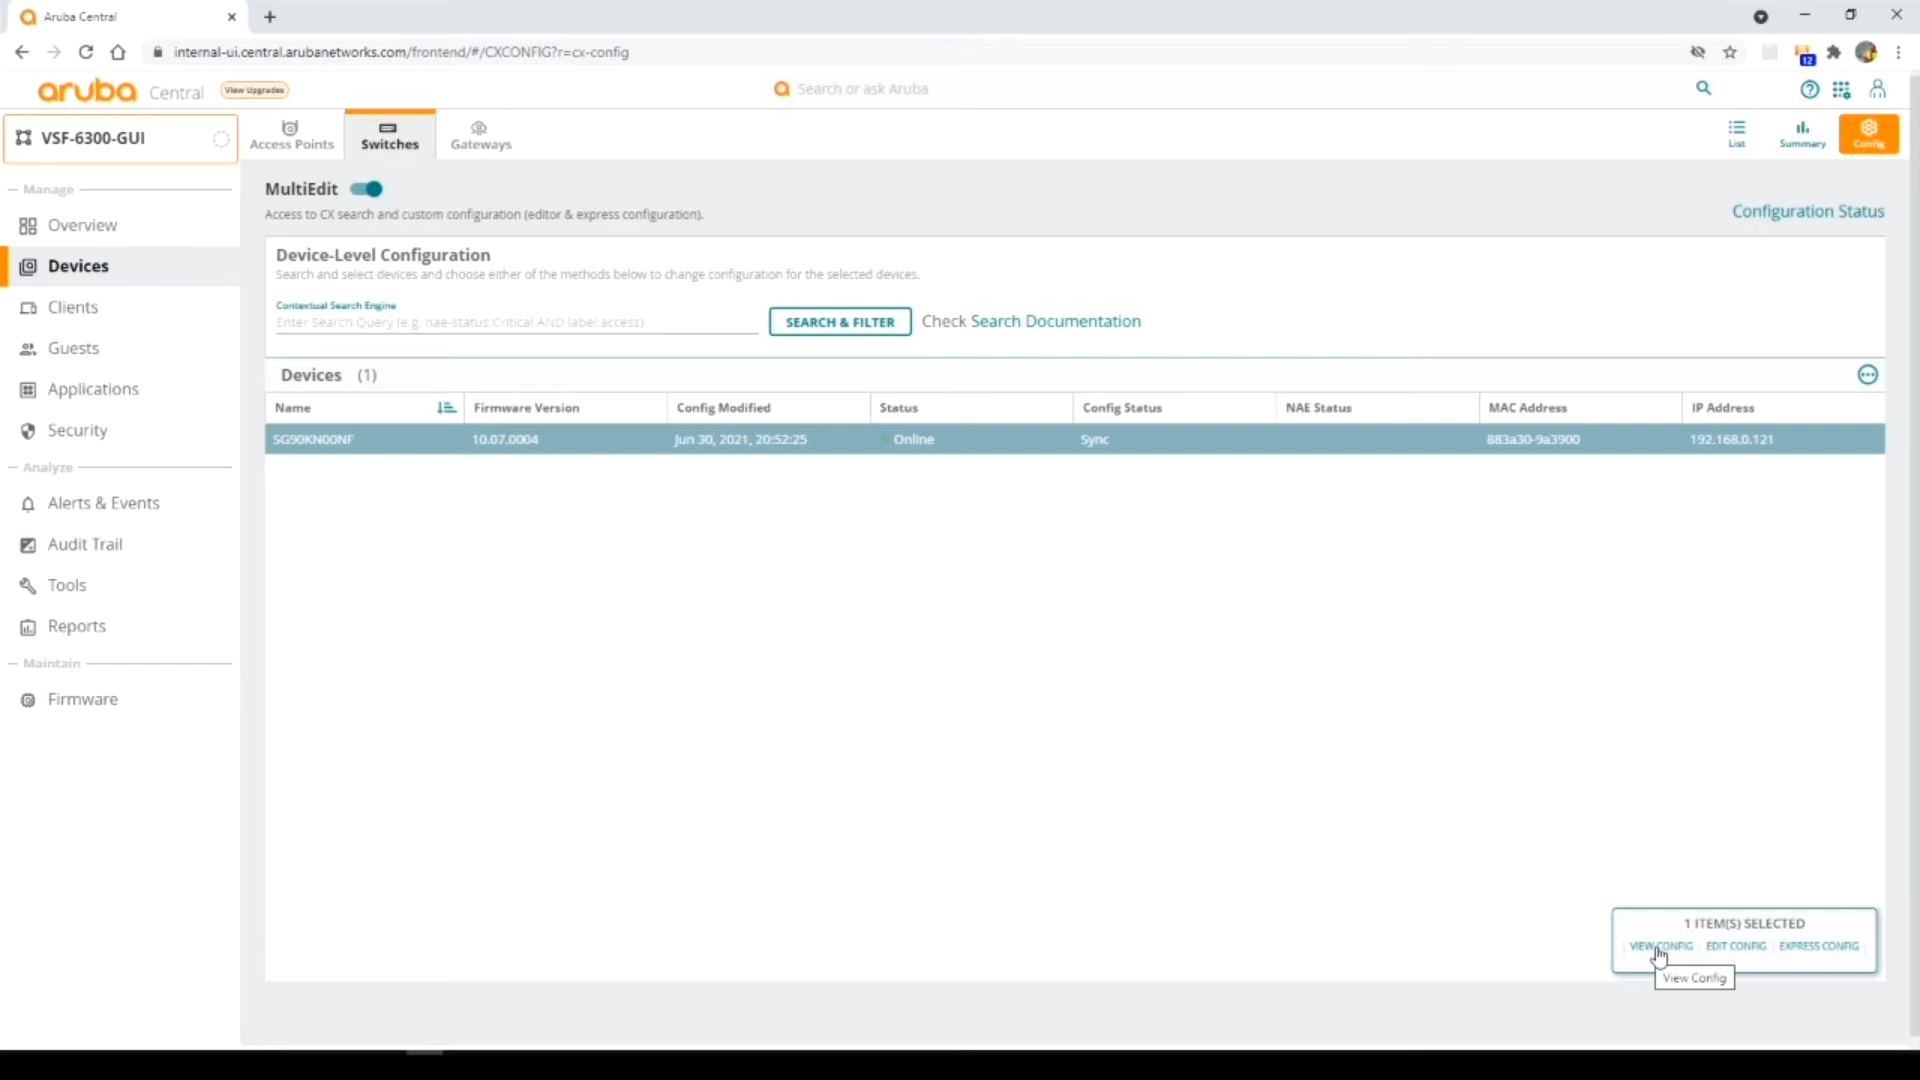 Aruba Central
internal-ui.central.arubanetworks.com/frontend/#/CXCONFIG?r=cx-config
12
aruba Central View Upgrades
Search or ask Aruba
VSF-6300-GUI
Access Points
Switches
Gateways
List
Summary
Config
Manage
Overview
Devices
Clients
Guests
Applications
Security
Analyze
Alerts & Events
Audit Trail
Tools
Reports
Maintain
Firmware
MultiEdit
Access to CX search and custom configuration (editor & express configuration).
Configuration Status
Device-Level Configuration
Search and select devices and choose either of the methods below to change configuration for the selected devices.
Contextual Search Engine
Enter Search Query (e.g. nae-status:Critical AND label:access)
SEARCH & FILTER
Check Search Documentation
Devices (1)
Name Firmware Version Config Modified Status Config Status NAE Status MAC Address IP Address
SG90KN00NF 10.07.0004 Jun 30, 2021, 20:52:25 Online Sync 883a30-9a3900 192.168.0.121
1 ITEM(S) SELECTED
VIEW CONFIG EDIT CONFIG EXPRESS CONFIG
View Config